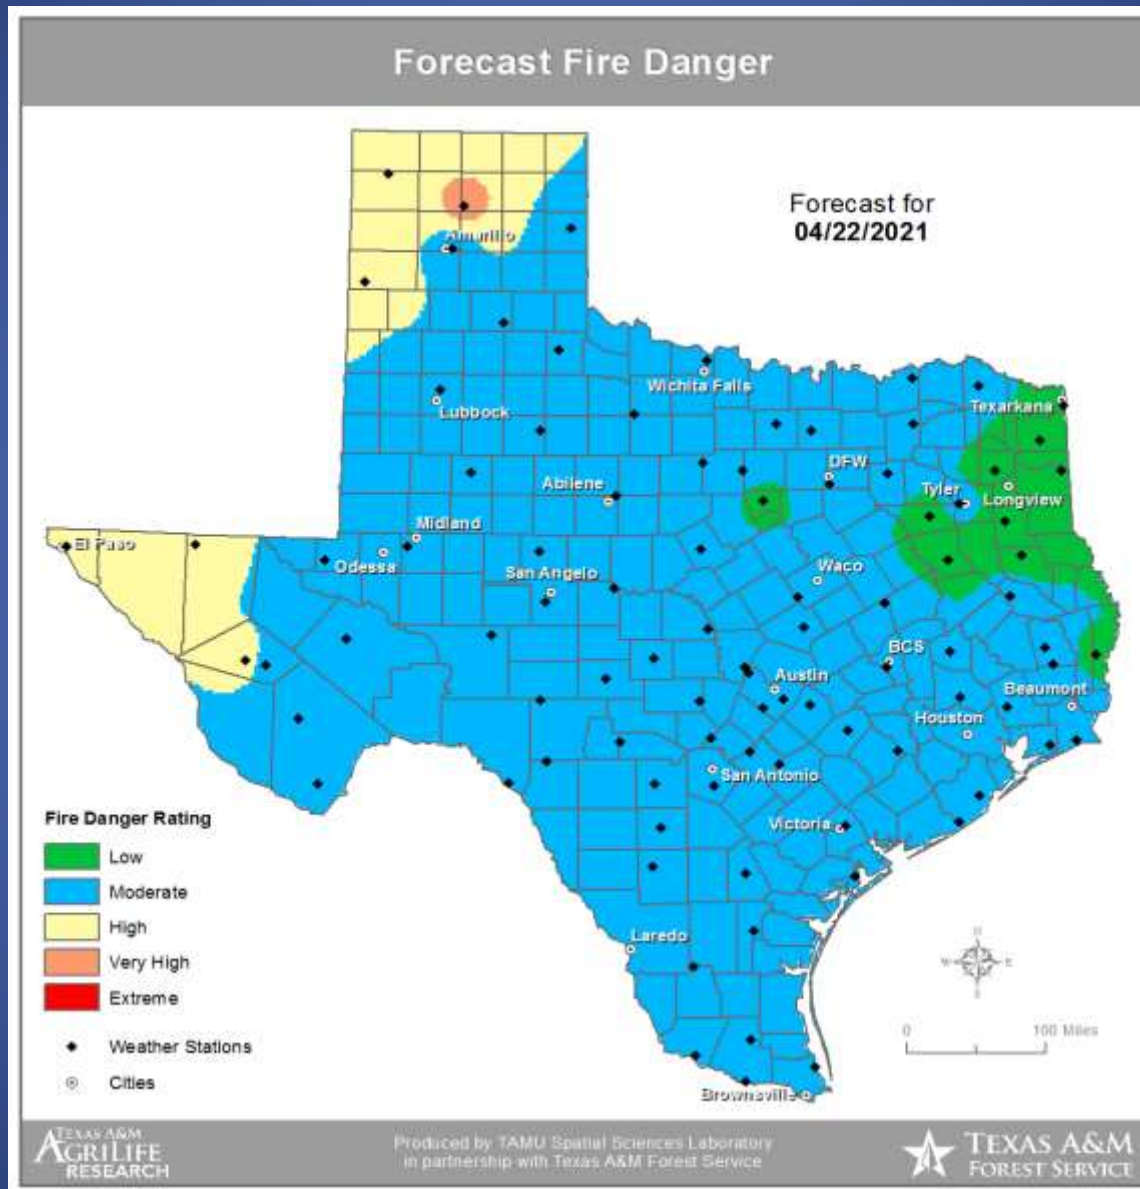 Forecast Fire Danger
Forecast for
04/22/2021
Amarillo
Wichita Falls
Lubbock
Texarkana
DFW
Abilene
Tyler
Longview
Midland
El Paso
Odessa
San Angelo
Waco
BCS
Austin
Beaumont
Houston
San Antonio
Victoria
Laredo
Brownsville
Fire Danger Rating
Low
Moderate
High
Very High
Extreme
Weather Stations
Cities
N
W E
S
0 100 Miles
TEXAS A&M
AGRILIFE
RESEARCH
Produced by TAMU Spatial Sciences Laboratory
in partnership with Texas A&M Forest Service
TEXAS A&M
FOREST SERVICE